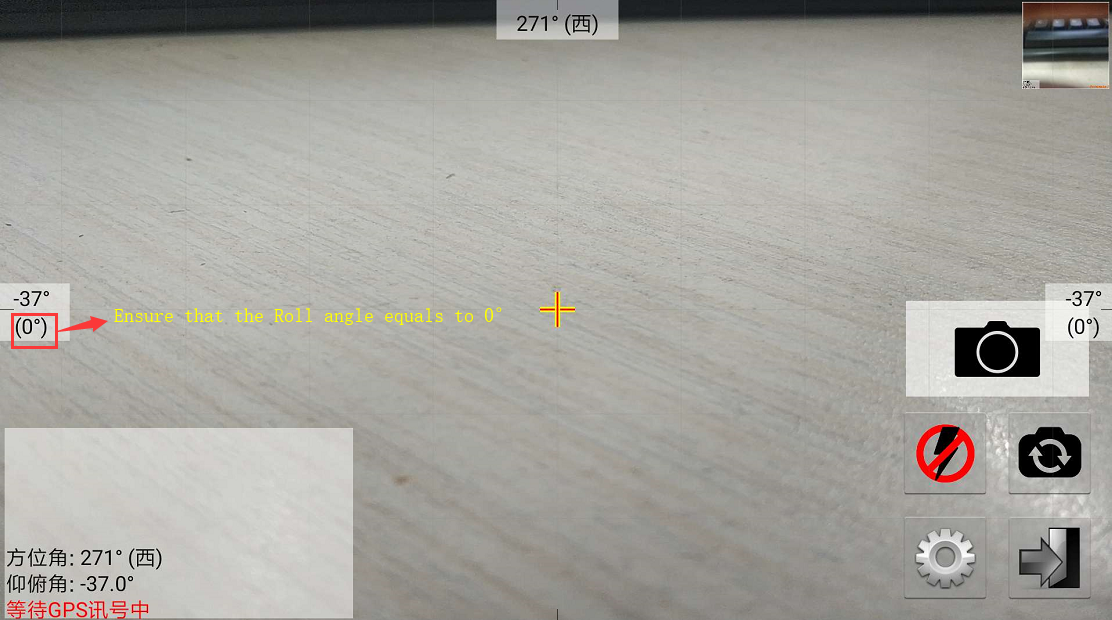 271° (西)
-37°
(0°)
Ensure that the Roll angle equals to 0°
-37°
(0°)
方位角: 271° (西)
仰俯角: -37.0°
等待GPS讯号中